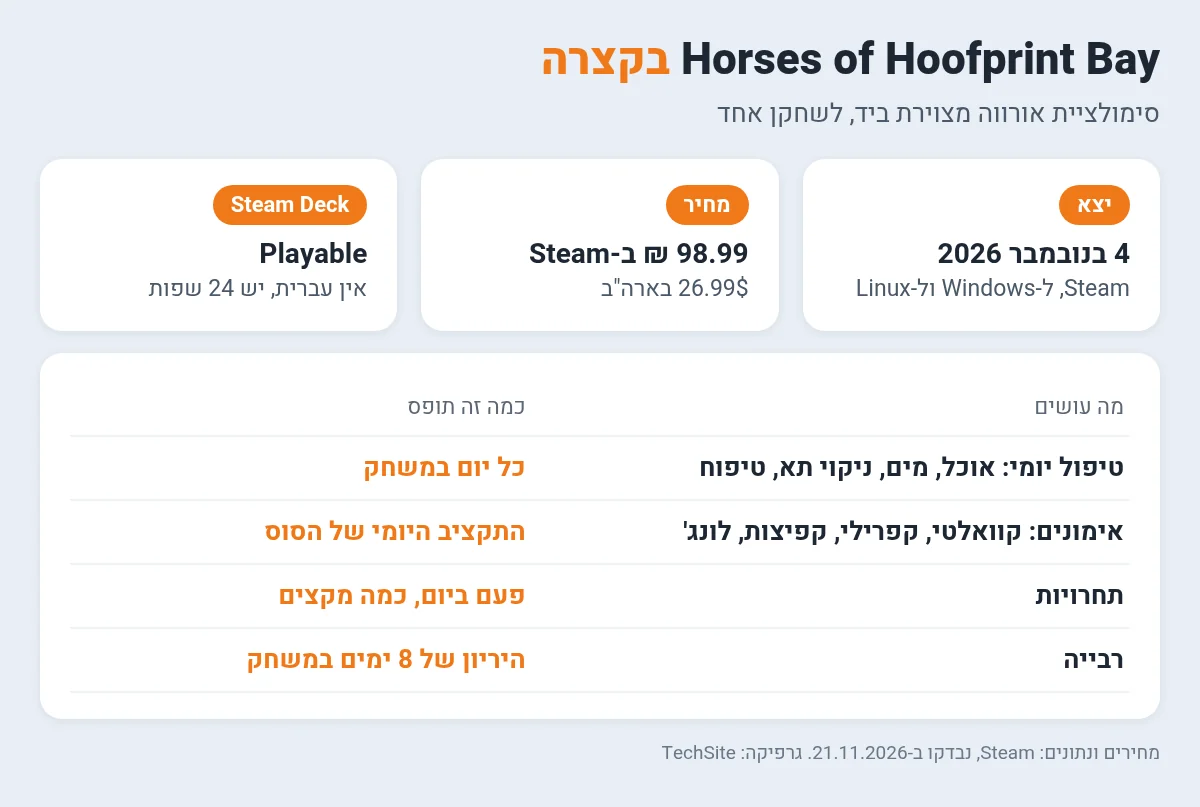 Horses of Hoofprint Bay בקצרה
סימולציית אורווה מצוירת ביד, לשחקן אחד
יצא
4 בנובמבר 2026
Steam, ל-Windows ול-Linux
מחיר
98.99 ₪ ב-Steam
26.99$ בארה"ב
Steam Deck
Playable
אין עברית, יש 24 שפות
מה עושים
כמה זה תופס
טיפול יומי: אוכל, מים, ניקוי תא, טיפוח
כל יום במשחק
אימונים: קוואלטי, קפרילי, קפיצות, לונג'
התקציב היומי של הסוס
תחרויות
פעם ביום, כמה מקצים
רבייה
היריון של 8 ימים במשחק
מחירים ונתונים: Steam, נבדקו ב-21.11.2026. גרפיקה: TechSite